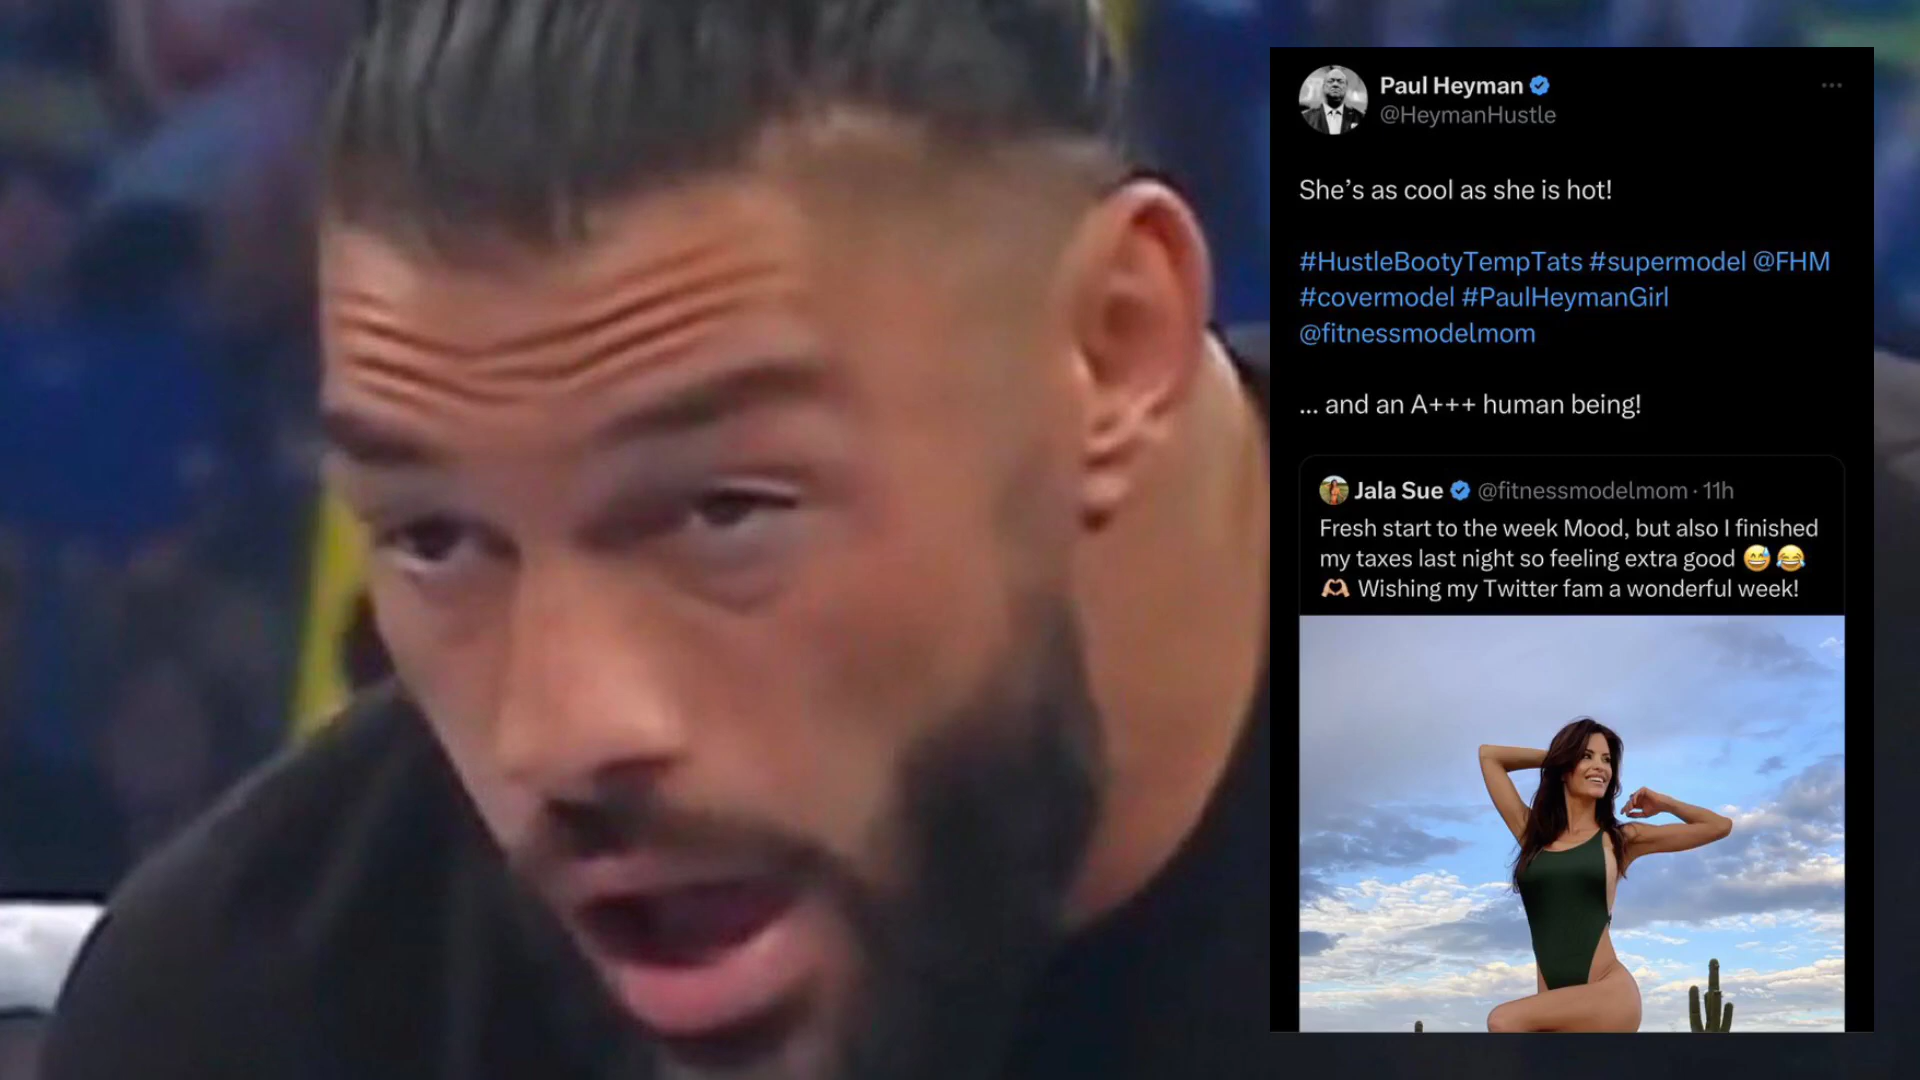 Paul Heyman
@HeymanHustle
She’s as cool as she is hot!
#HustleBootyTempTats #supermodel @FHM
#covermodel #PaulHeymanGirl
@fitnessmodelmom
... and an A+++ human being!
Jala Sue @fitnessmodelmom · 11h
Fresh start to the week Mood, but also I finished
my taxes last night so feeling extra good 😅 😂
🫶🏼 Wishing my Twitter fam a wonderful week!